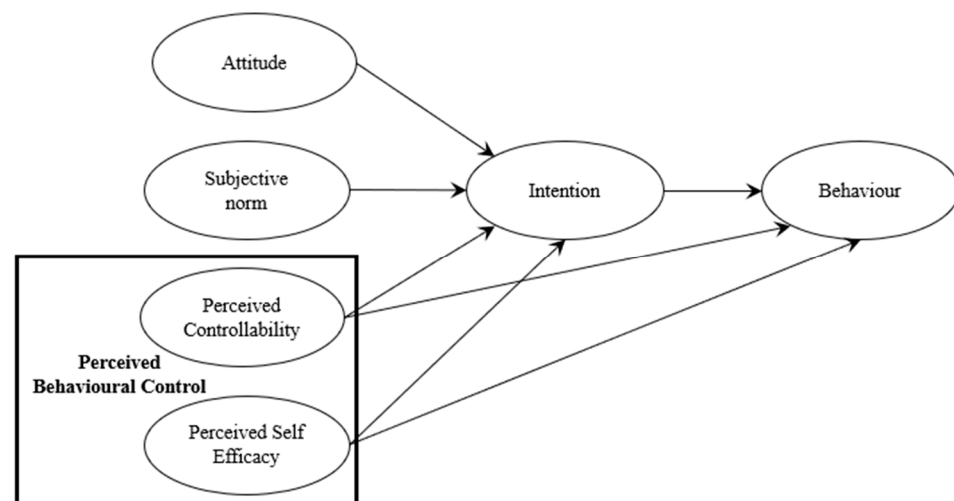 Attitude
Subjective
norm
Intention
Behaviour
Perceived
Controllability
Perceived
Behavioural Control
Perceived Self
Efficacy